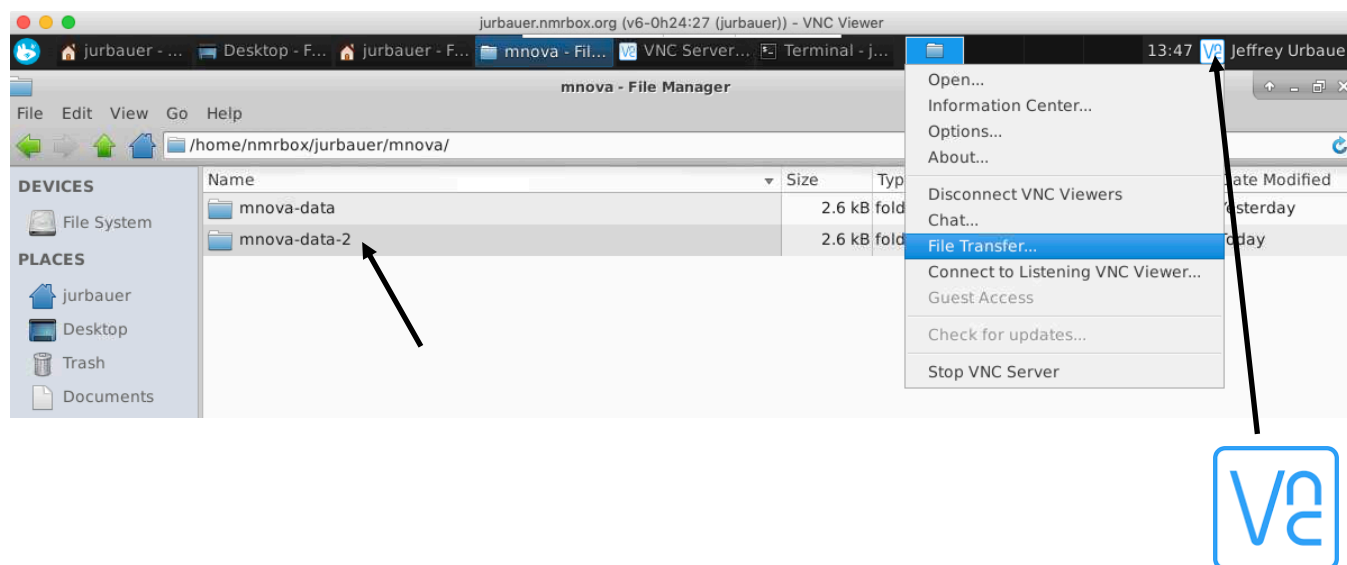 jurbauer.nmrbox.org (v6-0h24:27 (jurbauer)) - VNC Viewer
jurbauer - ... Desktop - F... jurbauer - F... mnova - Fil... VNC Server... Terminal - j... 13:47 Jeffrey Urbaue
mnova - File Manager
File Edit View Go Help
/home/nmrbox/jurbauer/mnova/
DEVICES
File System
PLACES
jurbauer
Desktop
Trash
Documents
Name Size Typ ate Modified
mnova-data 2.6 kB fold esterday
mnova-data-2 2.6 kB fold oday
Open...
Information Center...
Options...
About...
Disconnect VNC Viewers
Chat...
File Transfer...
Connect to Listening VNC Viewer...
Guest Access
Check for updates...
Stop VNC Server